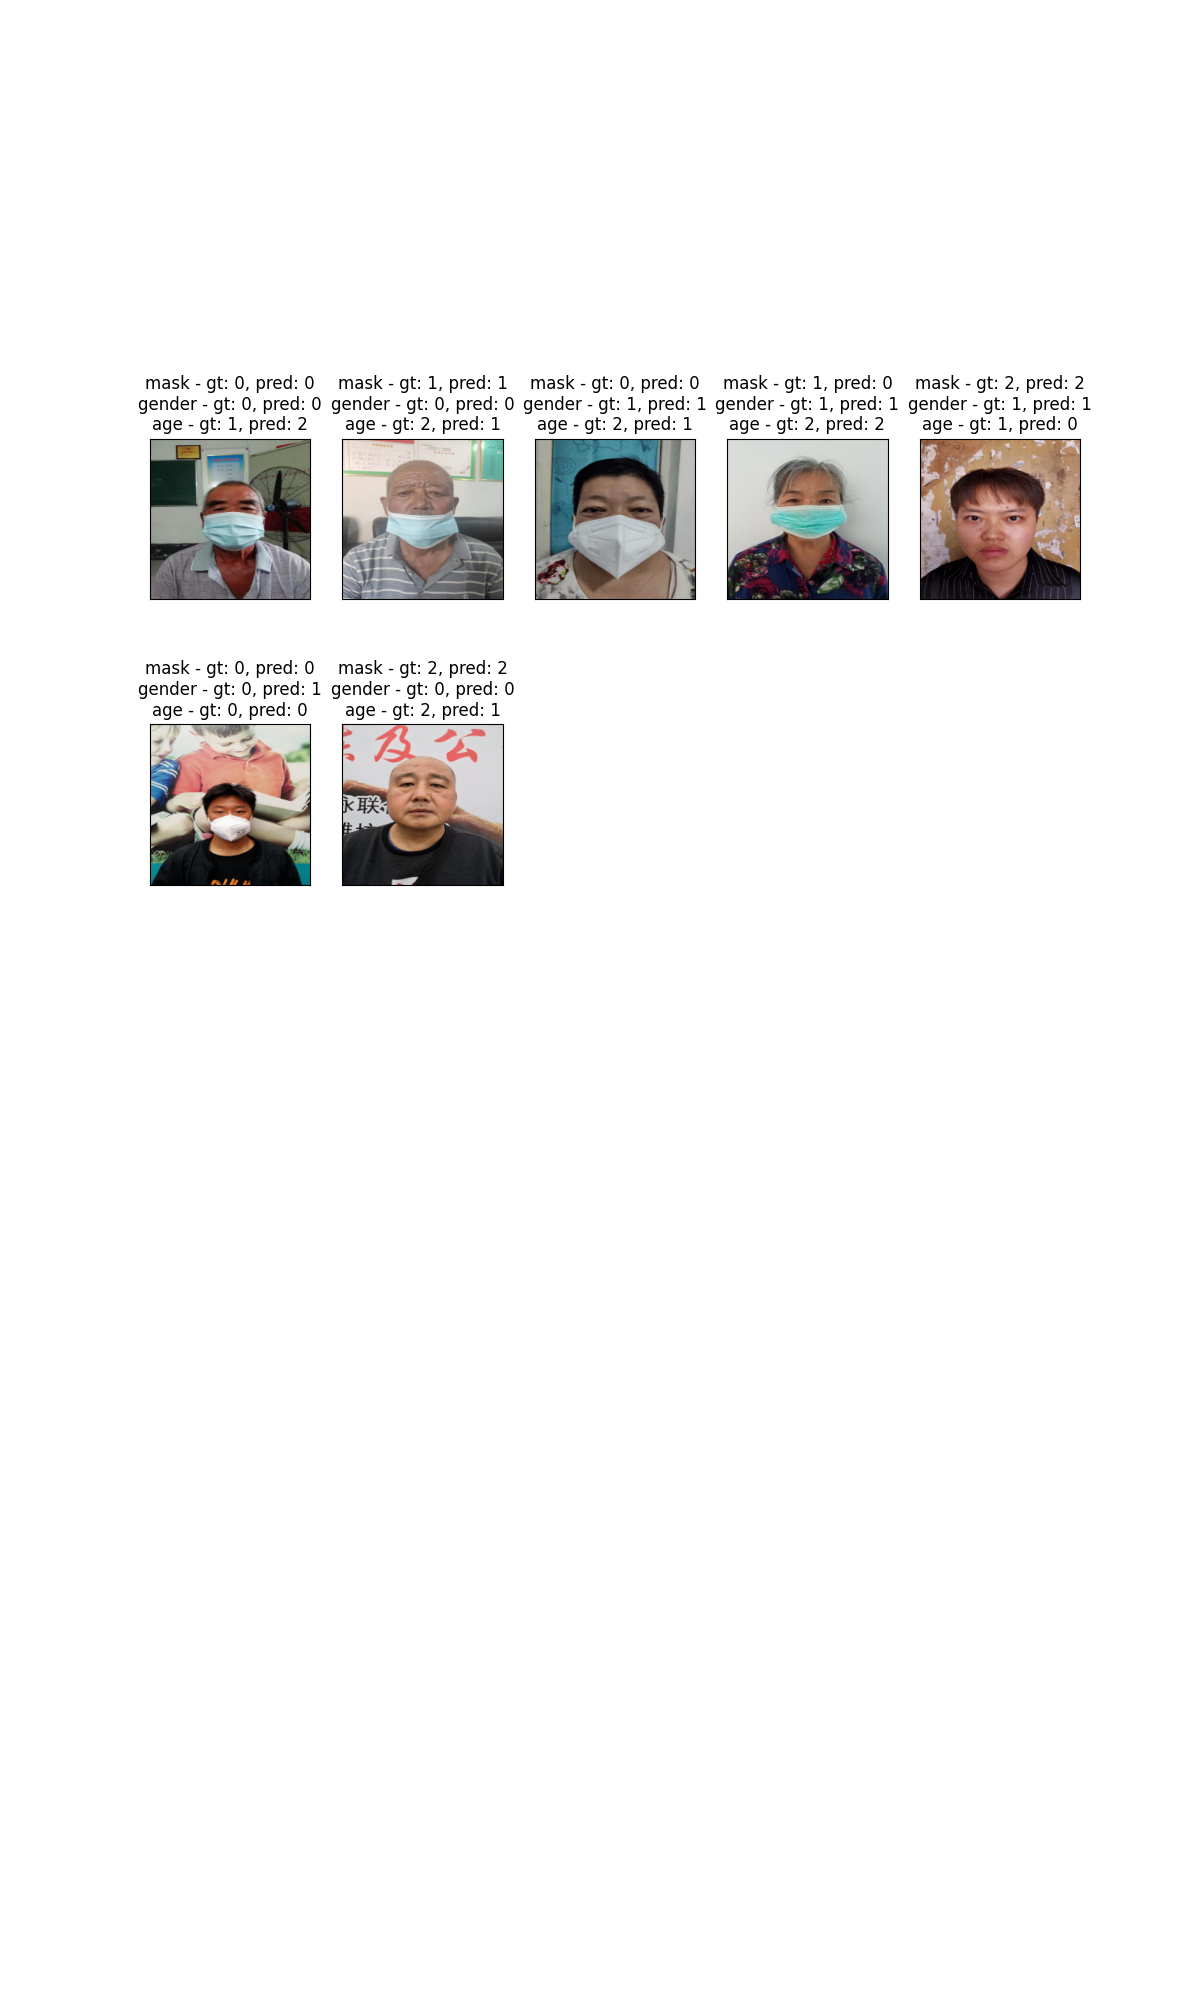 mask - gt: 0, pred: 0
gender - gt: 0, pred: 0
age - gt: 1, pred: 2
mask - gt: 1, pred: 1
gender - gt: 0, pred: 0
age - gt: 2, pred: 1
mask - gt: 0, pred: 0
gender - gt: 1, pred: 1
age - gt: 2, pred: 1
mask - gt: 1, pred: 0
gender - gt: 1, pred: 1
age - gt: 2, pred: 2
mask - gt: 2, pred: 2
gender - gt: 1, pred: 1
age - gt: 1, pred: 0
mask - gt: 0, pred: 0
gender - gt: 0, pred: 1
age - gt: 0, pred: 0
mask - gt: 2, pred: 2
gender - gt: 0, pred: 0
age - gt: 2, pred: 1
及公
永联